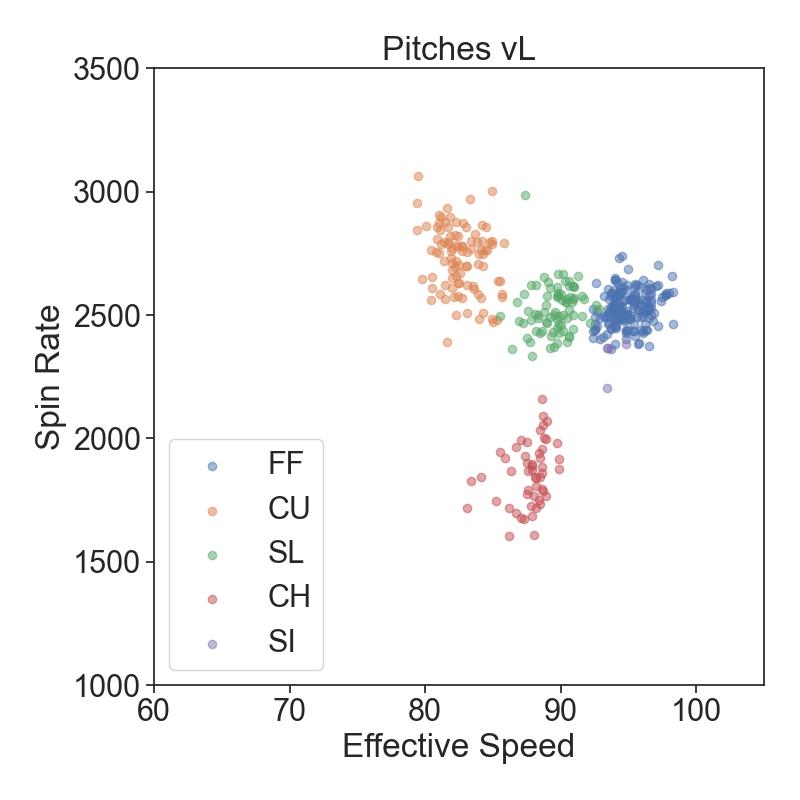 Pitches vL
3500
3000
2500
2000
1500
1000
Spin Rate
FF
CU
SL
CH
SI
60 70 80 90 100
Effective Speed